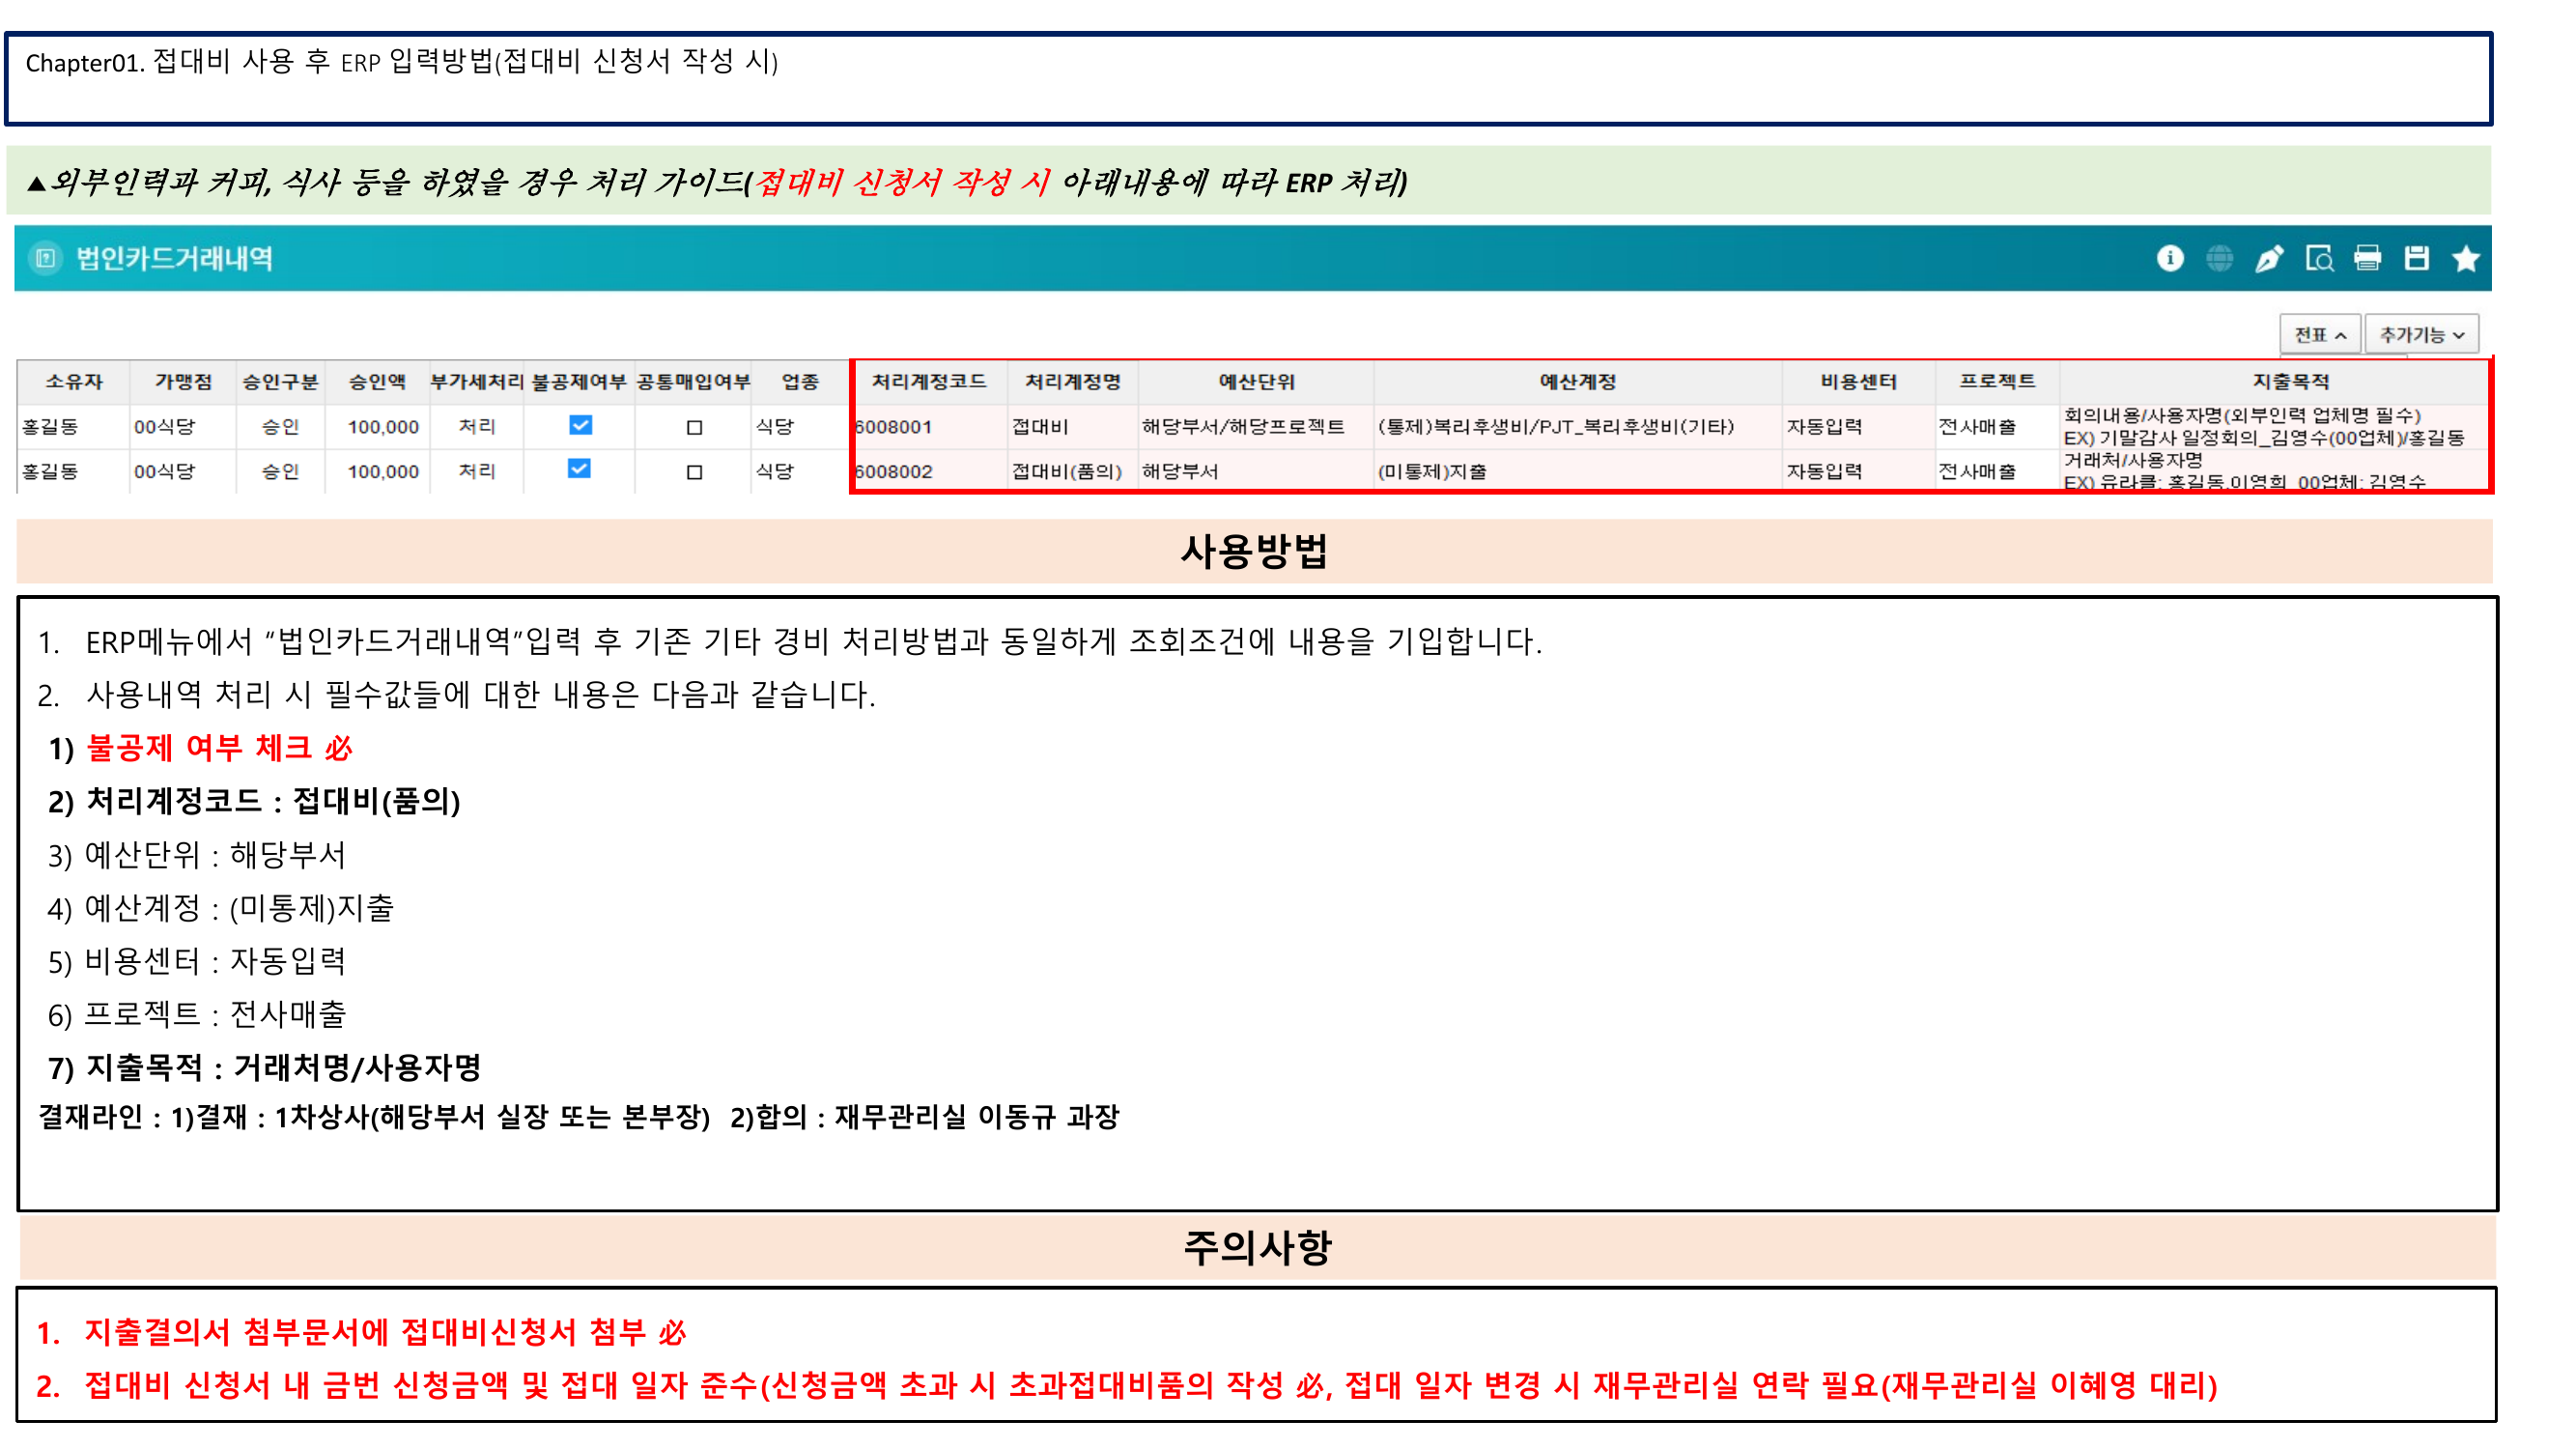 Chapter01. 접대비 사용 후 ERP 입력방법(접대비 신청서 작성 시)
▲외부인력과 커피, 식사 등을 하였을 경우 처리 가이드(접대비 신청서 작성 시 아래내용에 따라 ERP 처리)
법인카드거래내역
전표 추가기능
소유자 가맹점 승인구분 승인액 부가세처리 불공제여부 공통매입여부 업종 처리계정코드 처리계정명 예산단위 예산계정 비용센터 프로젝트 지출목적
홍길동 00식당 승인 100,000 처리 식당 6008001 접대비 해당부서/해당프로젝트 (통제)복리후생비/PJT_복리후생비(기타) 자동입력 전사매출 회의내용/사용자명(외부인력 업체명 필수)
EX) 기말감사 일정회의_김영수(00업체)/홍길동
홍길동 00식당 승인 100,000 처리 식당 6008002 접대비(품의) 해당부서 (미통제)지출 자동입력 전사매출 거래처/사용자명
EX) 유라클: 홍길동,이영희 00업체: 김영수
사용방법
1. ERP메뉴에서 “법인카드거래내역”입력 후 기존 기타 경비 처리방법과 동일하게 조회조건에 내용을 기입합니다.
2. 사용내역 처리 시 필수값들에 대한 내용은 다음과 같습니다.
1) 불공제 여부 체크 必
2) 처리계정코드 : 접대비(품의)
3) 예산단위 : 해당부서
4) 예산계정 : (미통제)지출
5) 비용센터 : 자동입력
6) 프로젝트 : 전사매출
7) 지출목적 : 거래처명/사용자명
결재라인 : 1)결재 : 1차상사(해당부서 실장 또는 본부장) 2)합의 : 재무관리실 이동규 과장
주의사항
1. 지출결의서 첨부문서에 접대비신청서 첨부 必
2. 접대비 신청서 내 금번 신청금액 및 접대 일자 준수(신청금액 초과 시 초과접대비품의 작성 必, 접대 일자 변경 시 재무관리실 연락 필요(재무관리실 이혜영 대리)